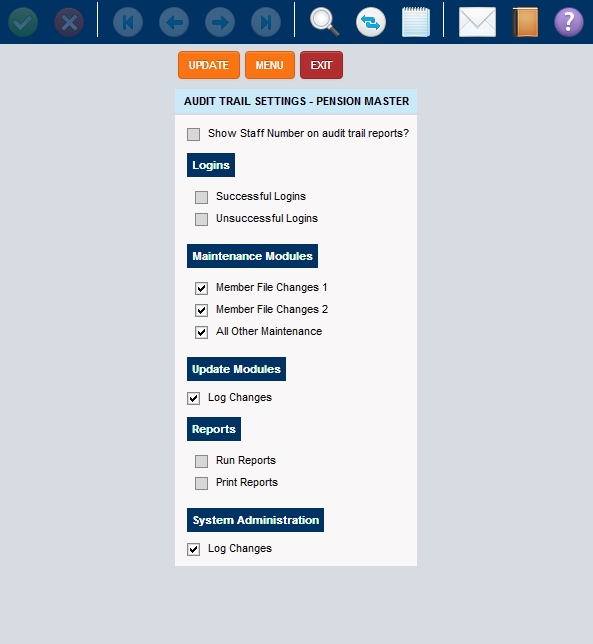 UPDATE MENU EXIT
AUDIT TRAIL SETTINGS - PENSION MASTER
Show Staff Number on audit trail reports?
Logins
Successful Logins
Unsuccessful Logins
Maintenance Modules
Member File Changes 1
Member File Changes 2
All Other Maintenance
Update Modules
Log Changes
Reports
Run Reports
Print Reports
System Administration
Log Changes